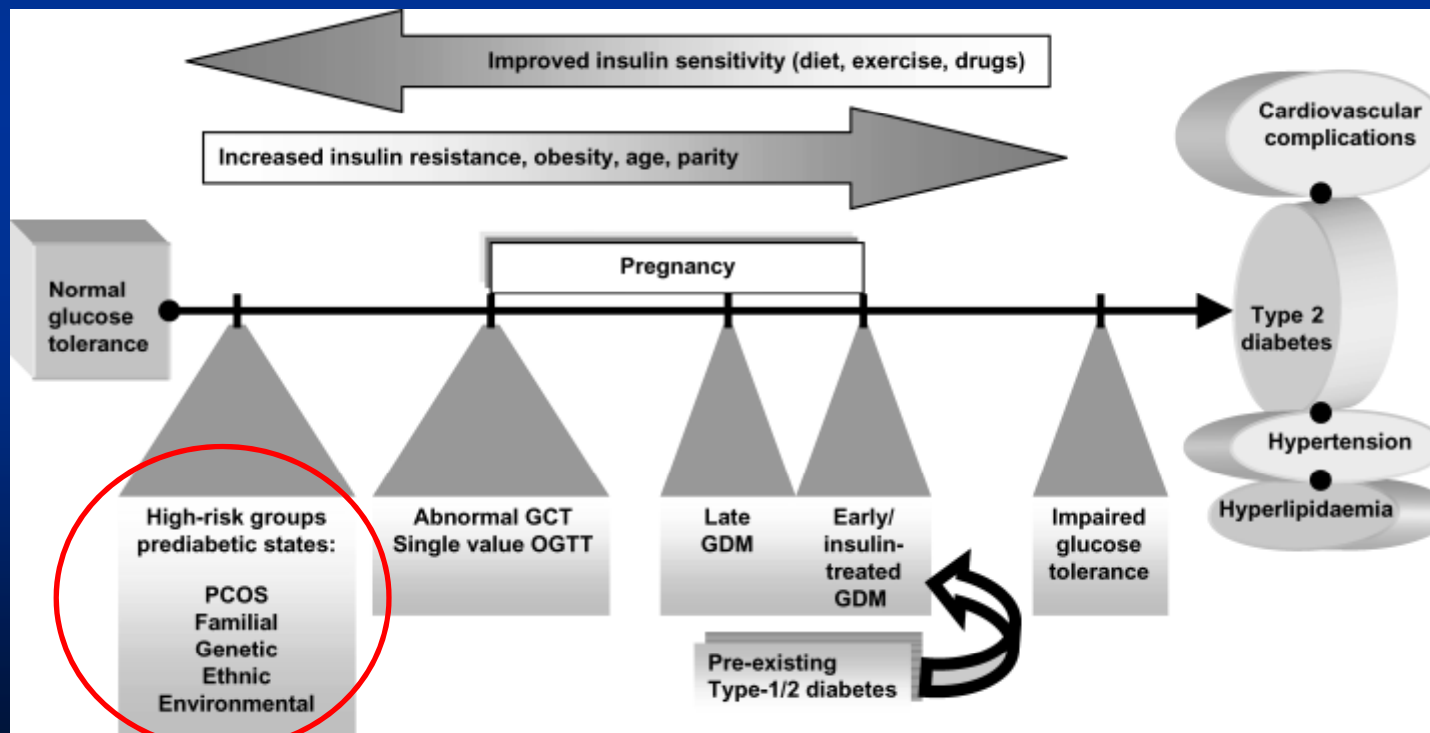 Improved insulin sensitivity (diet, exercise, drugs)
Increased insulin resistance, obesity, age, parity
Cardiovascular
complications
Normal
glucose
tolerance
Pregnancy
Type 2
diabetes
Hypertension
Hyperlipidaemia
High-risk groups
prediabetic states:
PCOS
Familial
Genetic
Ethnic
Environmental
Abnormal GCT
Single value OGTT
Late
GDM
Early/
insulin-
treated
GDM
Impaired
glucose
tolerance
Pre-existing
Type-1/2 diabetes